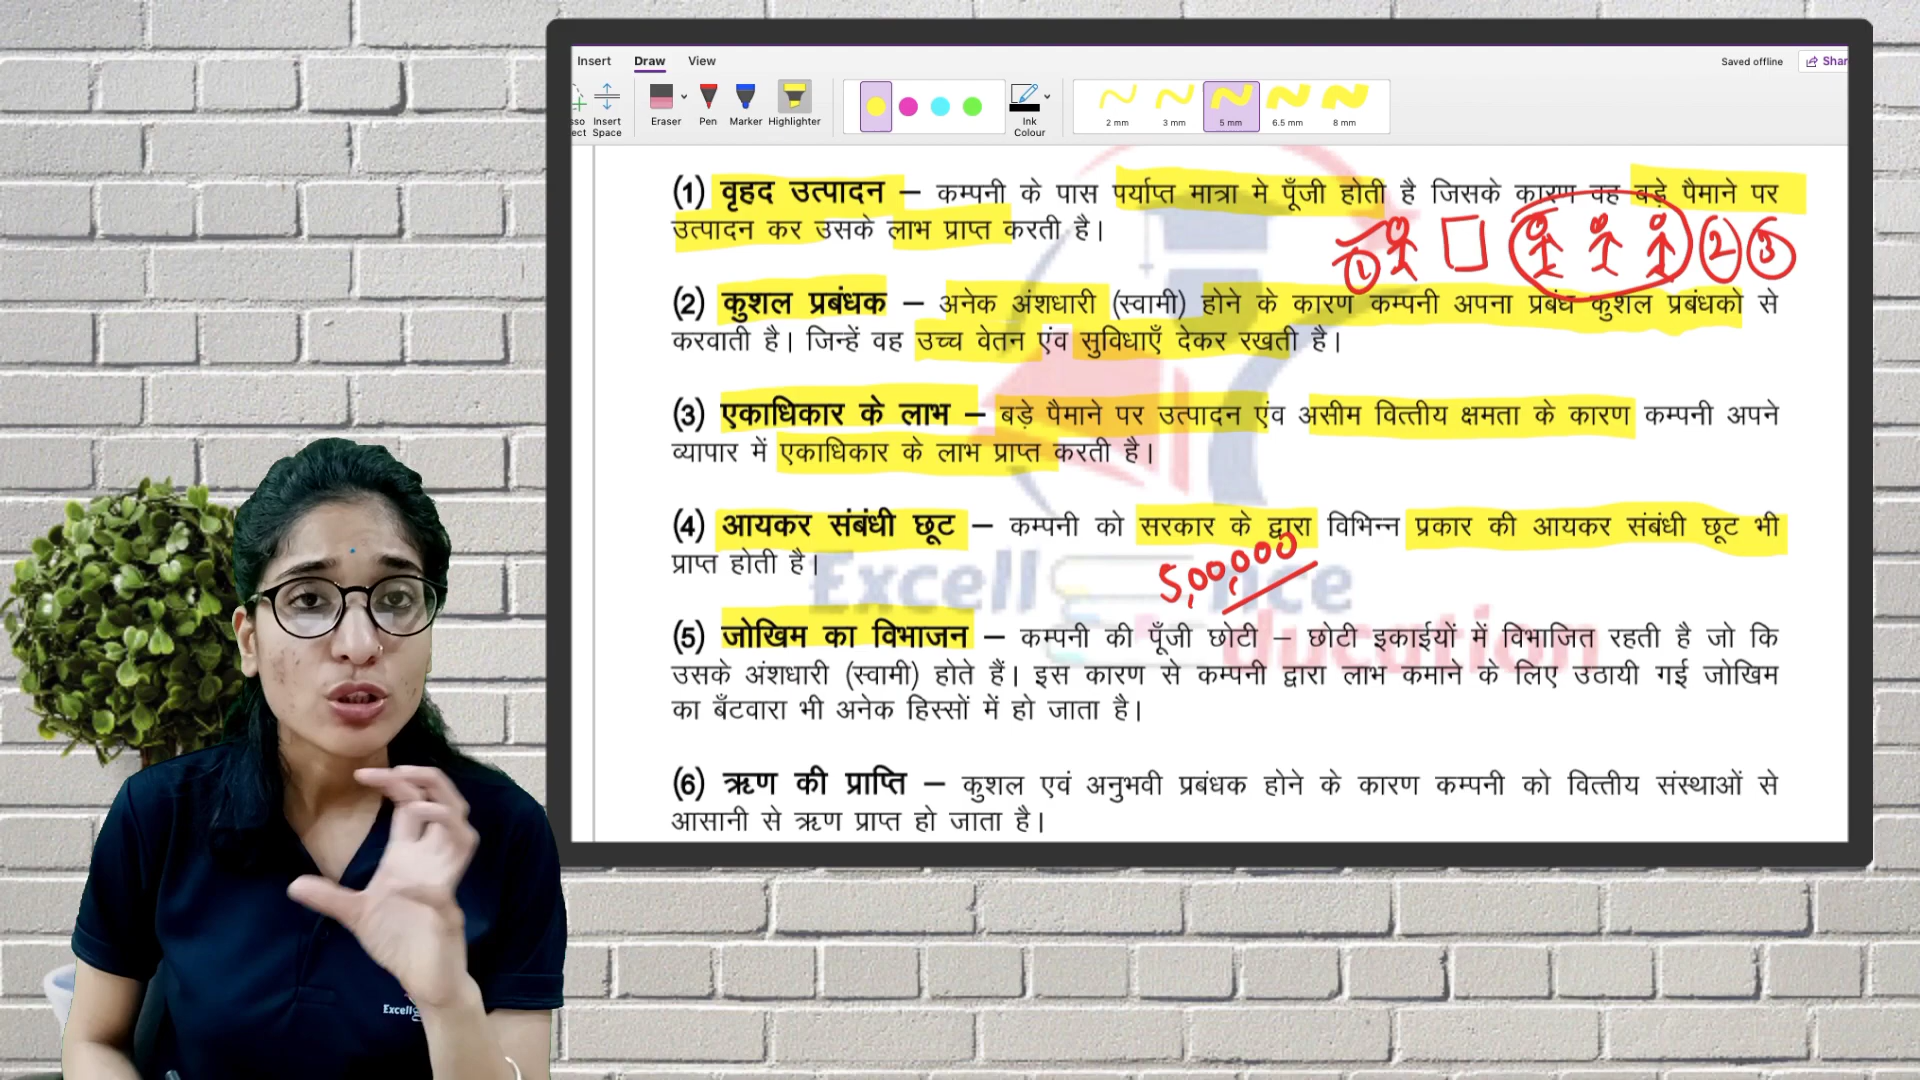 Insert Draw View Saved offline Shar
Insert Space Eraser Pen Marker Highlighter Ink Colour 2 mm 3 mm 5 mm 6.5 mm 8 mm
(1) वृहद उत्पादन – कम्पनी के पास पर्याप्त मात्रा मे पूँजी होती है जिसके कारण वह बड़े पैमाने पर
उत्पादन कर उसके लाभ प्राप्त करती है।
1 2 3
(2) कुशल प्रबंधक – अनेक अंशधारी (स्वामी) होने के कारण कम्पनी अपना प्रबंध कुशल प्रबंधको से
करवाती है। जिन्हें वह उच्च वेतन एंव सुविधाएँ देकर रखती है।
(3) एकाधिकार के लाभ – बड़े पैमाने पर उत्पादन एंव असीम वित्तीय क्षमता के कारण कम्पनी अपने
व्यापार में एकाधिकार के लाभ प्राप्त करती है।
(4) आयकर संबंधी छूट – कम्पनी को सरकार के द्वारा विभिन्न प्रकार की आयकर संबंधी छूट भी
प्राप्त होती है।
5,00,000
Excellence
ducation
(5) जोखिम का विभाजन – कम्पनी की पूँजी छोटी – छोटी इकाईयों में विभाजित रहती है जो कि
उसके अंशधारी (स्वामी) होते हैं। इस कारण से कम्पनी द्वारा लाभ कमाने के लिए उठायी गई जोखिम
का बँटवारा भी अनेक हिस्सों में हो जाता है।
(6) ऋण की प्राप्ति – कुशल एवं अनुभवी प्रबंधक होने के कारण कम्पनी को वित्तीय संस्थाओं से
आसानी से ऋण प्राप्त हो जाता है।